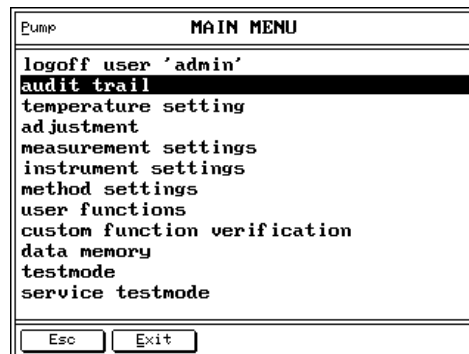 Pump MAIN MENU
logoff user 'admin'
audit trail
temperature setting
adjustment
measurement settings
instrument settings
method settings
user functions
custom function verification
data memory
testmode
service testmode
Esc Exit